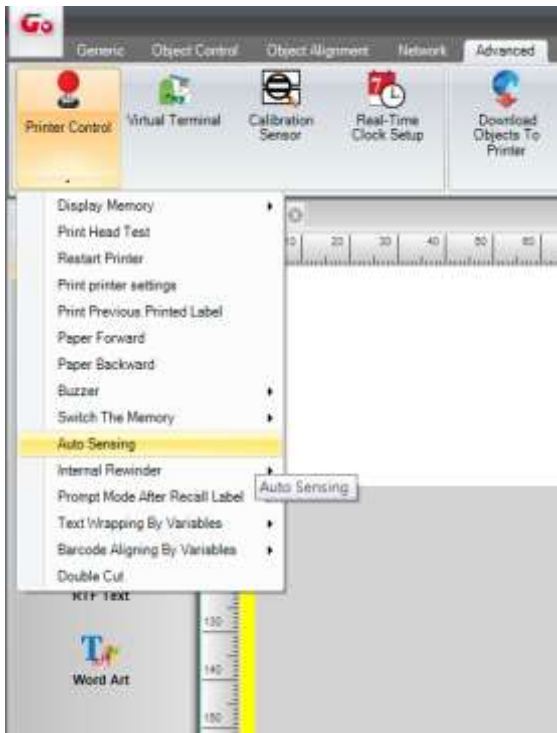 Go
Generic Object Control Object Alignment Network Advanced
Printer Control
Virtual Terminal
Calibration
Sensor
Real-Time
Clock Setup
Download
Objects To
Printer
Display Memory
Print Head Test
Restart Printer
Print printer settings
Print Previous Printed Label
Paper Forward
Paper Backward
Buzzer
Switch The Memory
Auto Sensing
Internal Rewinder
Auto Sensing
Prompt Mode After Recall Label
Text Wrapping By Variables
Barcode Aligning By Variables
Double Cut
RTF Text
Word Art
20 30 40 50 60
130
140
150